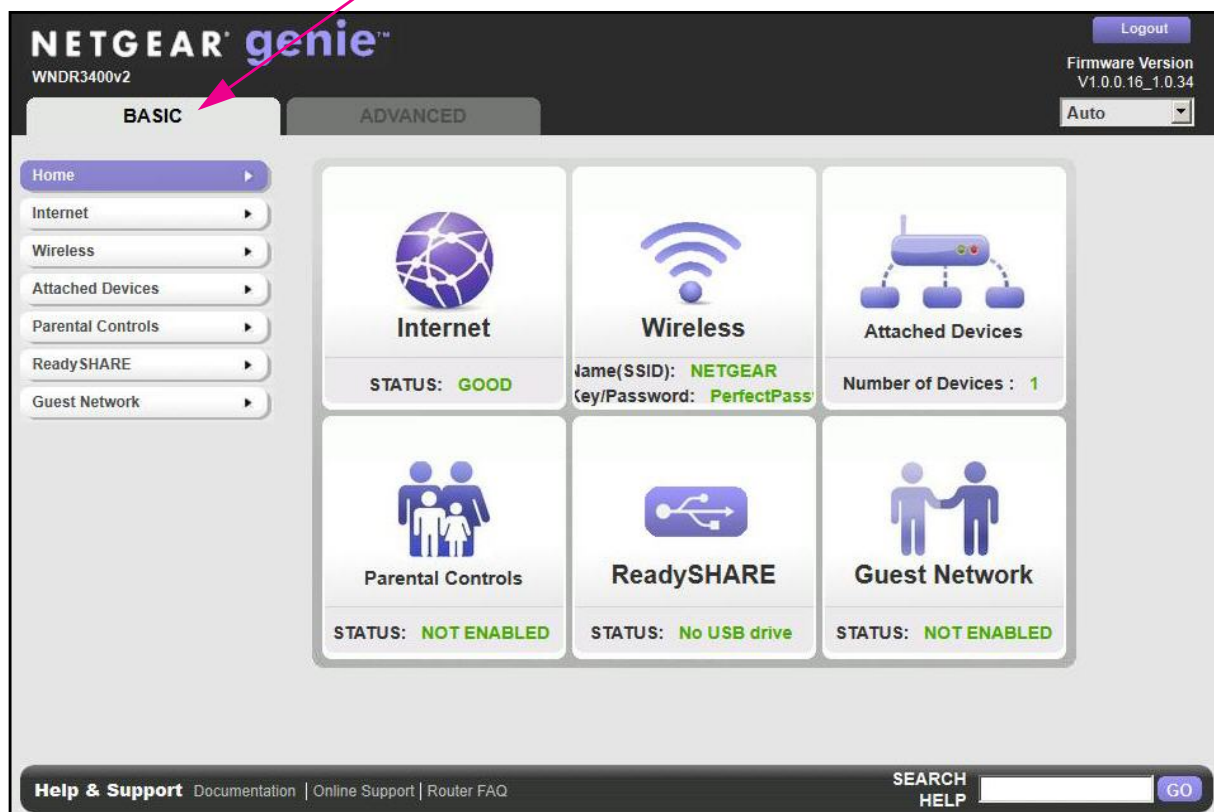 NETGEAR® genie™
WNDR3400v2
Logout
Firmware Version
V1.0.0.16_1.0.34
Auto
BASIC
ADVANCED
Home
Internet
Wireless
Attached Devices
Parental Controls
ReadySHARE
Guest Network
Internet
STATUS: GOOD
Wireless
Name(SSID): NETGEAR
Key/Password: PerfectPass
Attached Devices
Number of Devices : 1
Parental Controls
STATUS: NOT ENABLED
ReadySHARE
STATUS: No USB drive
Guest Network
STATUS: NOT ENABLED
Help & Support Documentation | Online Support | Router FAQ
SEARCH
HELP
GO